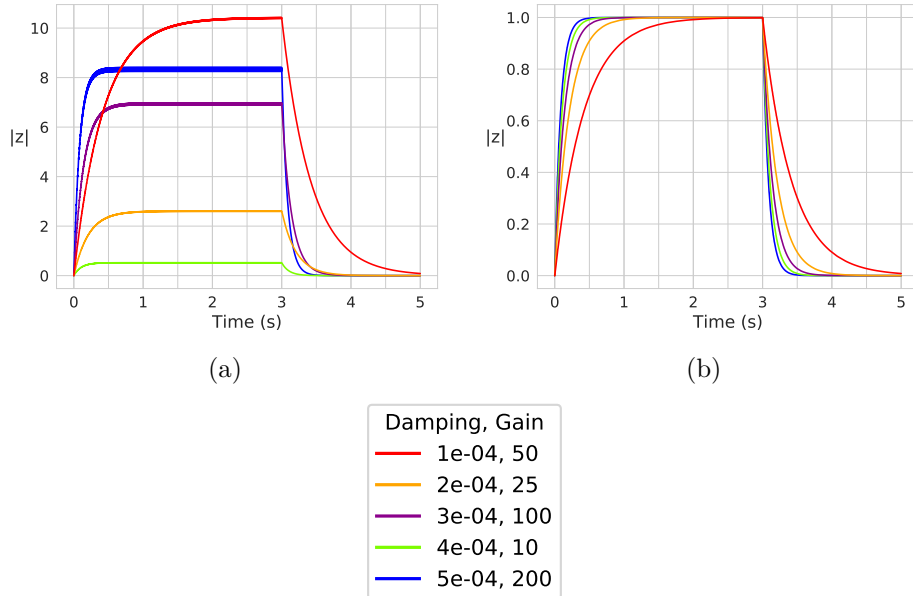 10
8
6
4
2
0
|z|
0 1 2 3 4 5
Time (s)
(a)
1.0
0.8
0.6
0.4
0.2
0.0
|z|
0 1 2 3 4 5
Time (s)
(b)
Damping, Gain
1e-04, 50
2e-04, 25
3e-04, 100
4e-04, 10
5e-04, 200